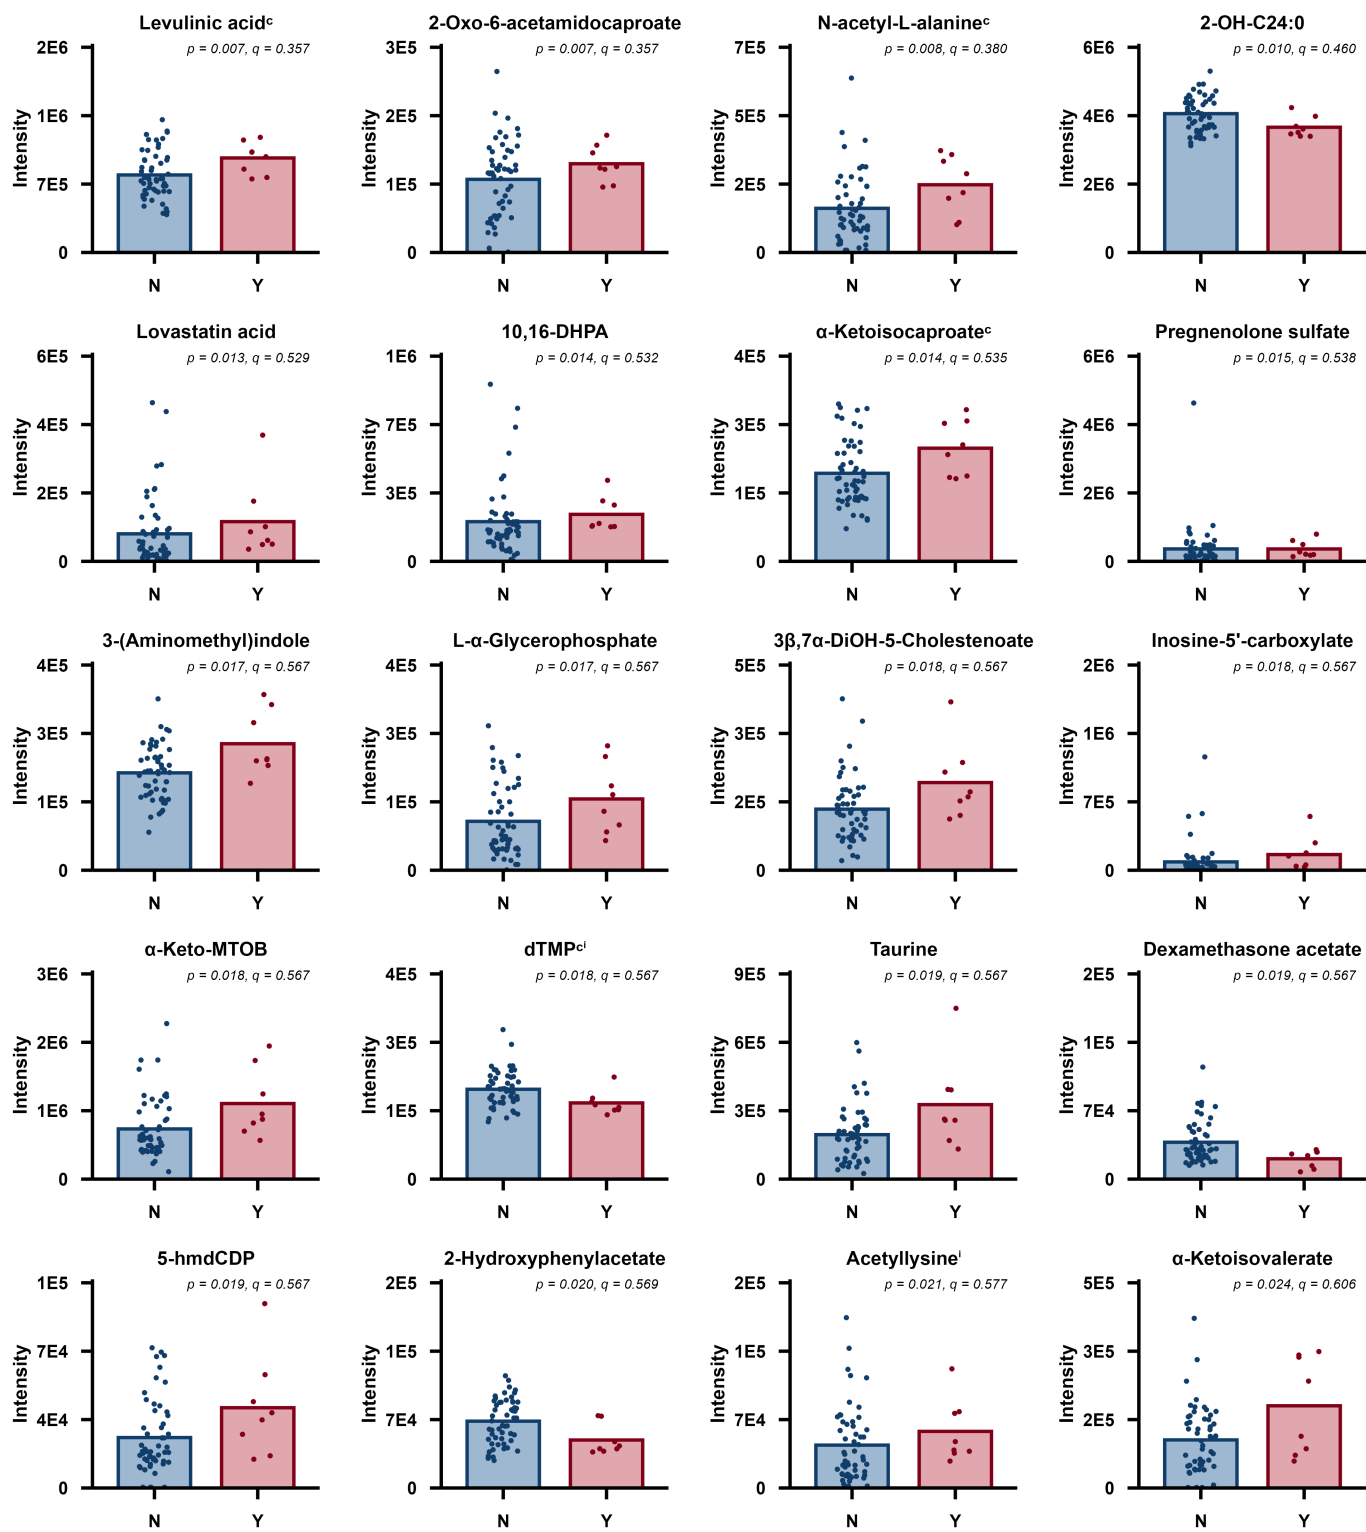 Levulinic acidᶜ
p = 0.007, q = 0.357
Intensity
2E6
1E6
7E5
0
N Y
2-Oxo-6-acetamidocaproate
p = 0.007, q = 0.357
Intensity
3E5
2E5
1E5
0
N Y
N-acetyl-L-alanineᶜ
p = 0.008, q = 0.380
Intensity
7E5
5E5
2E5
0
N Y
2-OH-C24:0
p = 0.010, q = 0.460
Intensity
6E6
4E6
2E6
0
N Y
Lovastatin acid
p = 0.013, q = 0.529
Intensity
6E5
4E5
2E5
0
N Y
10,16-DHPA
p = 0.014, q = 0.532
Intensity
1E6
7E5
3E5
0
N Y
α-Ketoisocaproateᶜ
p = 0.014, q = 0.535
Intensity
4E5
3E5
1E5
0
N Y
Pregnenolone sulfate
p = 0.015, q = 0.538
Intensity
6E6
4E6
2E6
0
N Y
3-(Aminomethyl)indole
p = 0.017, q = 0.567
Intensity
4E5
3E5
1E5
0
N Y
L-α-Glycerophosphate
p = 0.017, q = 0.567
Intensity
4E5
3E5
1E5
0
N Y
3β,7α-DiOH-5-Cholestenoate
p = 0.018, q = 0.567
Intensity
5E5
3E5
2E5
0
N Y
Inosine-5'-carboxylate
p = 0.018, q = 0.567
Intensity
2E6
1E6
7E5
0
N Y
α-Keto-MTOB
p = 0.018, q = 0.567
Intensity
3E6
2E6
1E6
0
N Y
dTMPᶜⁱ
p = 0.018, q = 0.567
Intensity
4E5
3E5
1E5
0
N Y
Taurine
p = 0.019, q = 0.567
Intensity
9E5
6E5
3E5
0
N Y
Dexamethasone acetate
p = 0.019, q = 0.567
Intensity
2E5
1E5
7E4
0
N Y
5-hmdCDP
p = 0.019, q = 0.567
Intensity
1E5
7E4
4E4
0
N Y
2-Hydroxyphenylacetate
p = 0.020, q = 0.569
Intensity
2E5
1E5
7E4
0
N Y
Acetyllysineⁱ
p = 0.021, q = 0.577
Intensity
2E5
1E5
7E4
0
N Y
α-Ketoisovalerate
p = 0.024, q = 0.606
Intensity
5E5
3E5
2E5
0
N Y